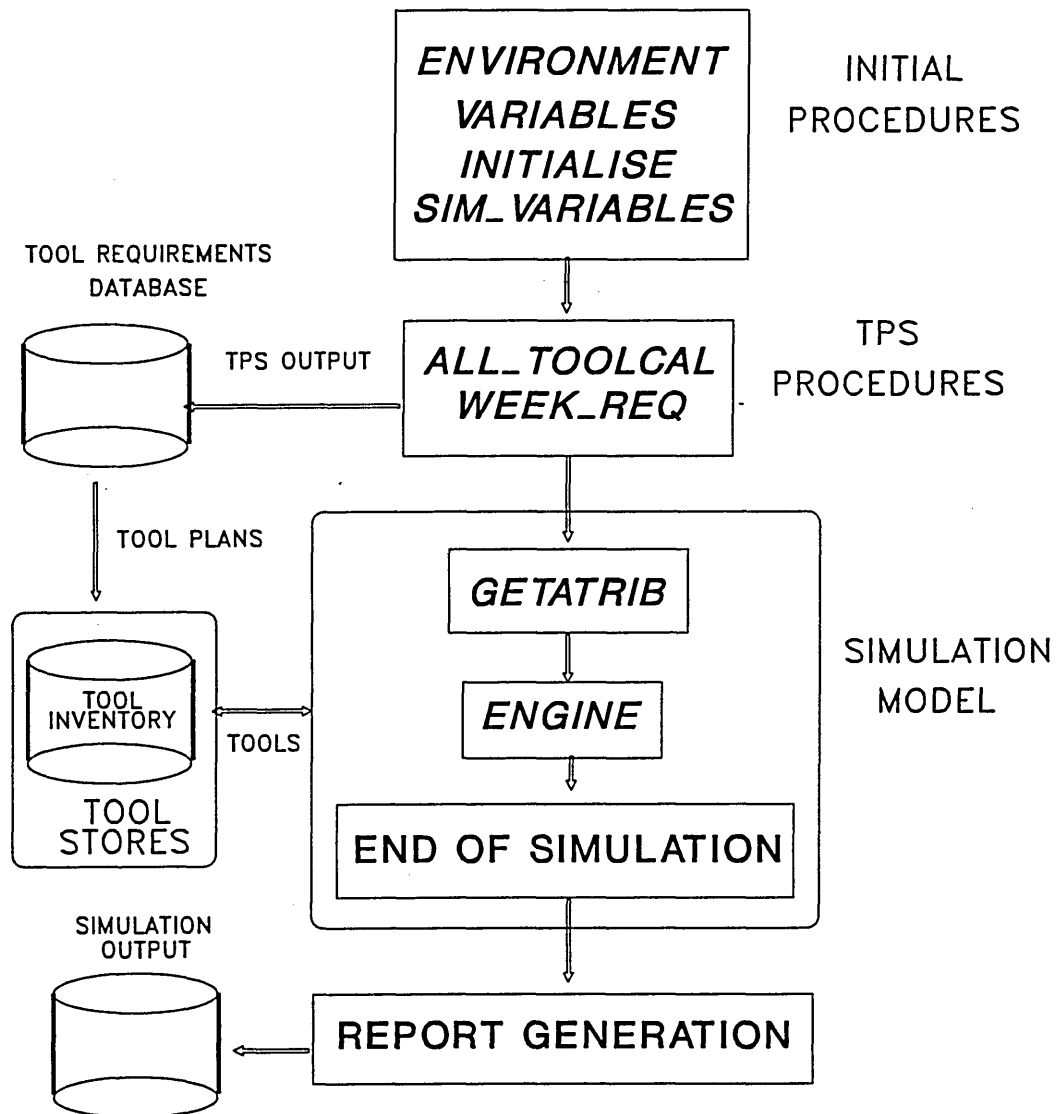 ENVIRONMENT
VARIABLES
INITIALISE
SIM_VARIABLES
INITIAL
PROCEDURES
TOOL REQUIREMENTS
DATABASE
TPS OUTPUT
ALL_TOOLCAL
WEEK_REQ
TPS
PROCEDURES
TOOL PLANS
GETATRIB
ENGINE
END OF SIMULATION
SIMULATION
MODEL
TOOL
INVENTORY
TOOLS
TOOL
STORES
SIMULATION
OUTPUT
REPORT GENERATION